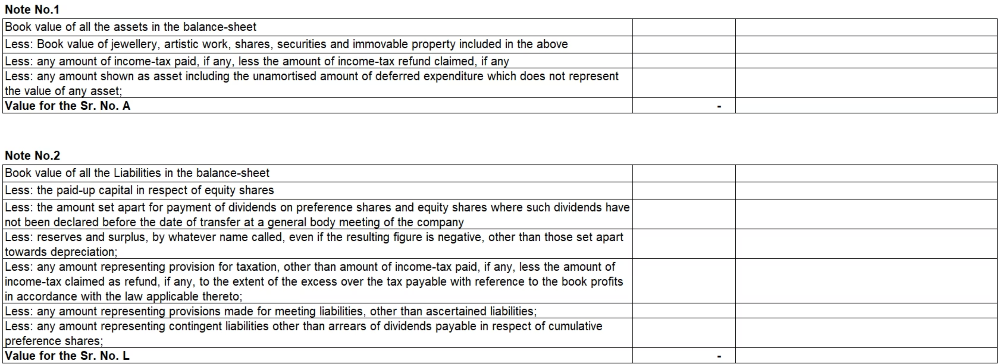 Note No.1
Book value of all the assets in the balance-sheet
Less: Book value of jewellery, artistic work, shares, securities and immovable property included in the above
Less: any amount of income-tax paid, if any, less the amount of income-tax refund claimed, if any
Less: any amount shown as asset including the unamortised amount of deferred expenditure which does not represent
the value of any asset;
Value for the Sr. No. A -
Note No.2
Book value of all the Liabilities in the balance-sheet
Less: the paid-up capital in respect of equity shares
Less: the amount set apart for payment of dividends on preference shares and equity shares where such dividends have
not been declared before the date of transfer at a general body meeting of the company
Less: reserves and surplus, by whatever name called, even if the resulting figure is negative, other than those set apart
towards depreciation;
Less: any amount representing provision for taxation, other than amount of income-tax paid, if any, less the amount of
income-tax claimed as refund, if any, to the extent of the excess over the tax payable with reference to the book profits
in accordance with the law applicable thereto;
Less: any amount representing provisions made for meeting liabilities, other than ascertained liabilities;
Less: any amount representing contingent liabilities other than arrears of dividends payable in respect of cumulative
preference shares;
Value for the Sr. No. L -